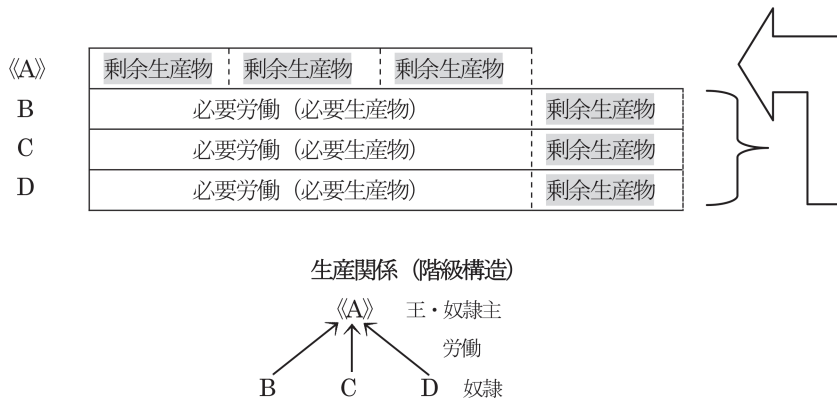 《A》 剰余生産物 剰余生産物 剰余生産物
B 必要労働（必要生産物） 剰余生産物
C 必要労働（必要生産物） 剰余生産物
D 必要労働（必要生産物） 剰余生産物
生産関係（階級構造）
《A》 王・奴隷主
労働
B C D 奴隷